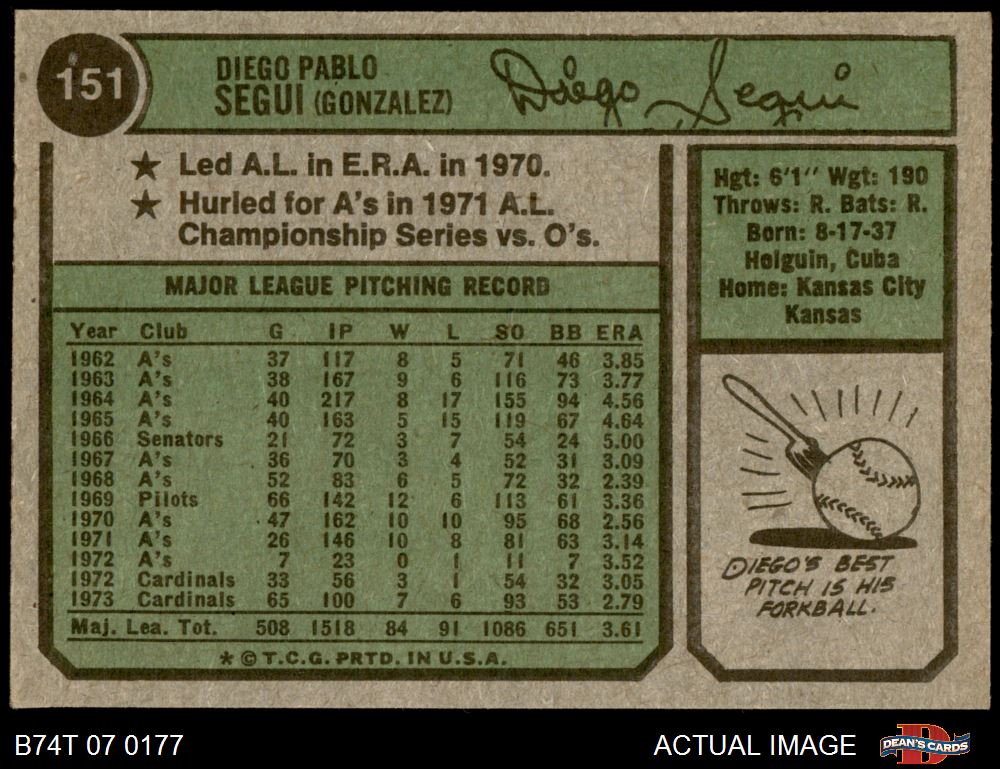 151
DIEGO PABLO
SEGUI (GONZALEZ)
Diego Segui
★ Led A.L. in E.R.A. in 1970.
★ Hurled for A's in 1971 A.L.
Championship Series vs. O's.
MAJOR LEAGUE PITCHING RECORD
Year Club G IP W L SO BB ERA
1962 A's 37 117 8 5 71 46 3.85
1963 A's 38 167 9 6 116 73 3.77
1964 A's 40 217 8 17 155 94 4.56
1965 A's 40 163 5 15 119 67 4.64
1966 Senators 21 72 3 7 54 24 5.00
1967 A's 36 70 3 4 52 31 3.09
1968 A's 52 83 6 5 72 32 2.39
1969 Pilots 66 142 12 6 113 61 3.36
1970 A's 47 162 10 10 95 68 2.56
1971 A's 26 146 10 8 81 63 3.14
1972 A's 7 23 0 1 11 7 3.52
1972 Cardinals 33 56 3 1 54 32 3.05
1973 Cardinals 65 100 7 6 93 53 2.79
Maj. Lea. Tot. 508 1518 84 91 1086 651 3.61
* © T.C.G. PRTD. IN U.S.A.
Hgt: 6'1" Wgt: 190
Throws: R. Bats: R.
Born: 8-17-37
Holguin, Cuba
Home: Kansas City
Kansas
DIEGO'S BEST
PITCH IS HIS
FORKBALL.
B74T 07 0177
ACTUAL IMAGE
DEAN'S CARDS